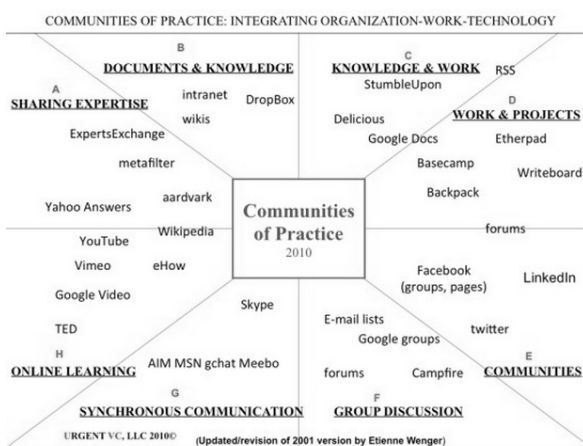 COMMUNITIES OF PRACTICE: INTEGRATING ORGANIZATION-WORK-TECHNOLOGY
B
DOCUMENTS & KNOWLEDGE
intranet
DropBox
wikis
C
KNOWLEDGE & WORK
RSS
StumbleUpon
Delicious
Google Docs
A
SHARING EXPERTISE
ExpertsExchange
metafilter
aardvark
Yahoo Answers
Wikipedia
D
WORK & PROJECTS
Etherpad
Basecamp
Writeboard
Backpack
forums
Communities
of Practice
2010
YouTube
Vimeo
eHow
Google Video
TED
H
ONLINE LEARNING
Facebook
(groups, pages)
LinkedIn
twitter
E
COMMUNITIES
Skype
AIM MSN gchat Meebo
G
SYNCHRONOUS COMMUNICATION
E-mail lists
Google groups
forums
Campfire
F
GROUP DISCUSSION
URGENT VC, LLC 2010©
(Updated/revision of 2001 version by Etienne Wenger)